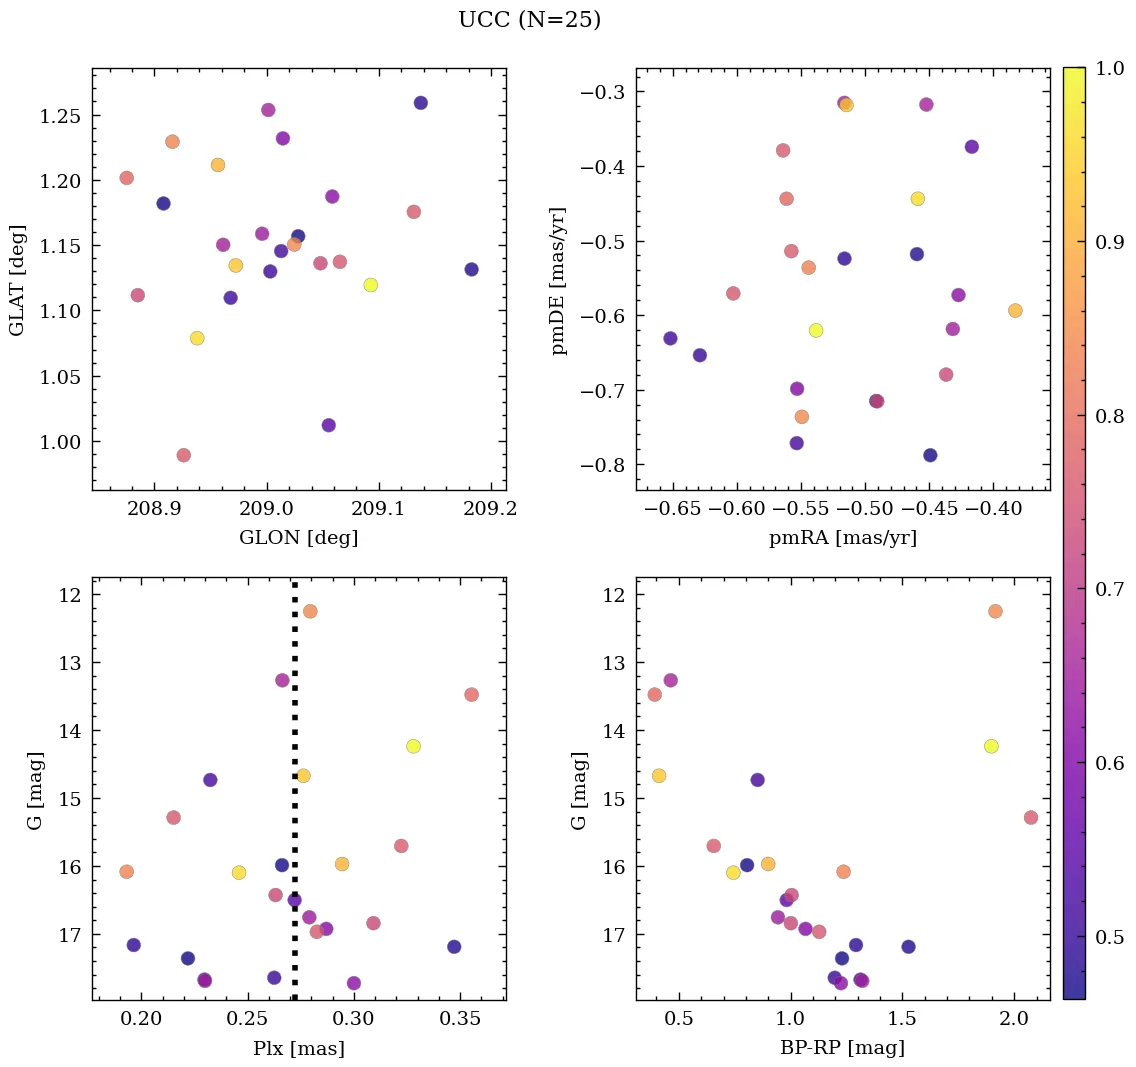 UCC (N=25)
1.25
1.20
1.15
1.10
1.05
1.00
GLAT [deg]
208.9 209.0 209.1 209.2
GLON [deg]
−0.3
−0.4
−0.5
−0.6
−0.7
−0.8
pmDE [mas/yr]
−0.65 −0.60 −0.55 −0.50 −0.45 −0.40
pmRA [mas/yr]
1.0
0.9
0.8
0.7
0.6
0.5
12
13
14
15
16
17
G [mag]
0.20 0.25 0.30 0.35
Plx [mas]
12
13
14
15
16
17
G [mag]
0.5 1.0 1.5 2.0
BP-RP [mag]